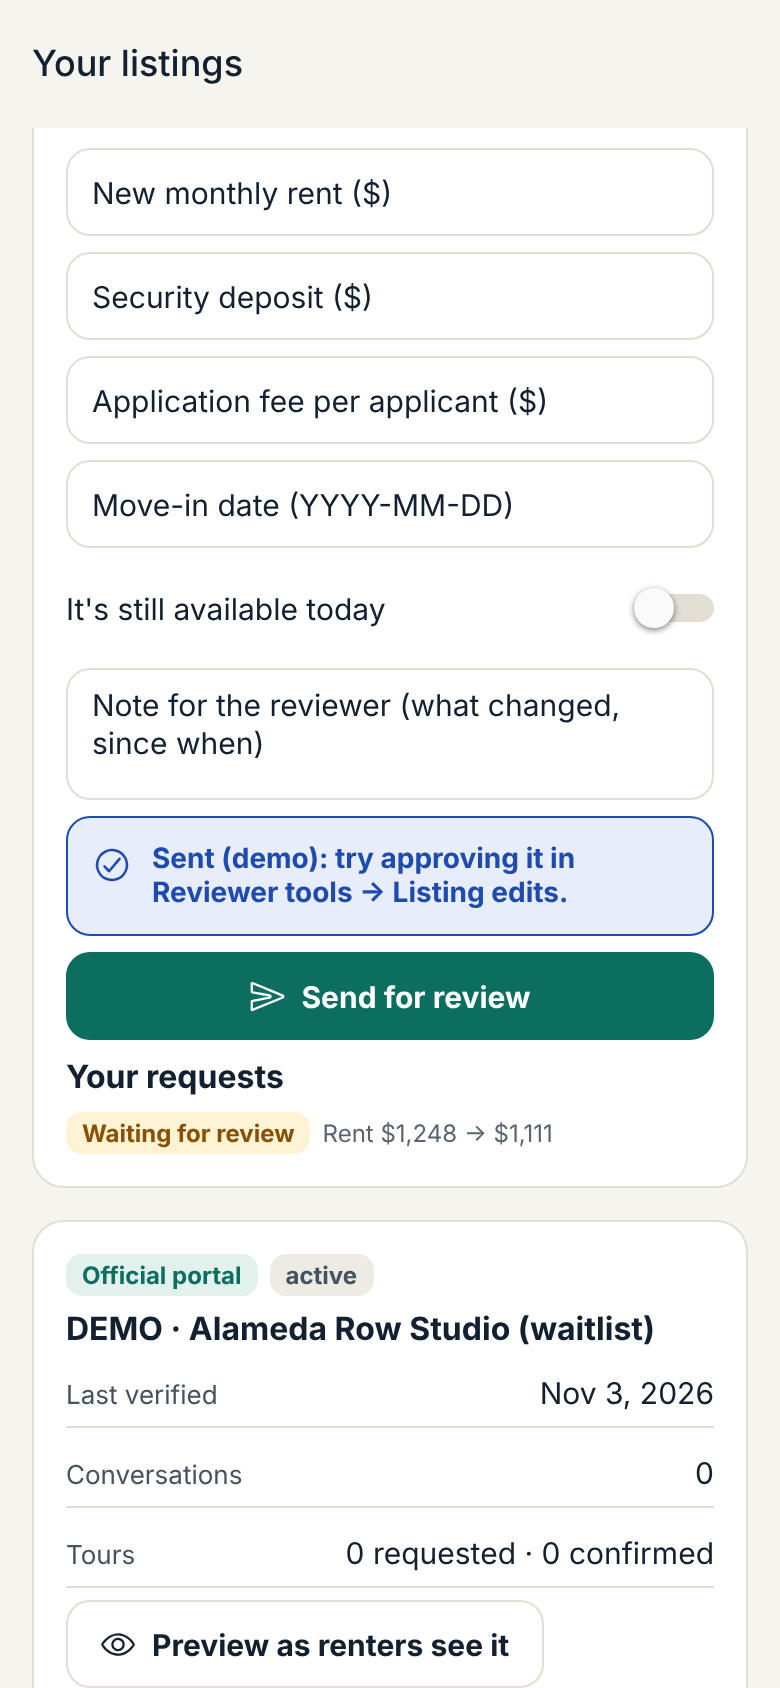 Your listings
New monthly rent ($)
Security deposit ($)
Application fee per applicant ($)
Move-in date (YYYY-MM-DD)
It's still available today
Note for the reviewer (what changed,
since when)
Sent (demo): try approving it in
Reviewer tools → Listing edits.
Send for review
Your requests
Waiting for review Rent $1,248 → $1,111
Official portal active
DEMO · Alameda Row Studio (waitlist)
Last verified Nov 3, 2026
Conversations 0
Tours 0 requested · 0 confirmed
Preview as renters see it